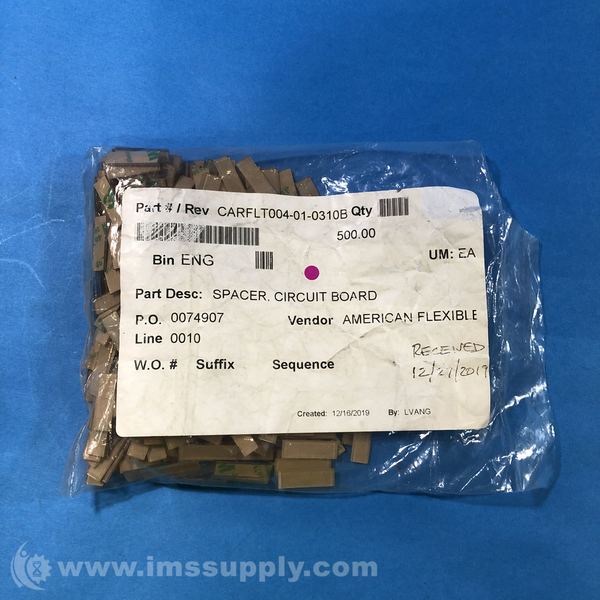 Part # / Rev CARFLT004-01-0310B Qty
500.00
Bin ENG UM: EA
Part Desc: SPACER, CIRCUIT BOARD
P.O. 0074907 Vendor AMERICAN FLEXIBLE
Line 0010
RECEIVED
W.O. # Suffix Sequence
12/27/2019
Created: 12/16/2019 By: LVANG
www.imssupply.com